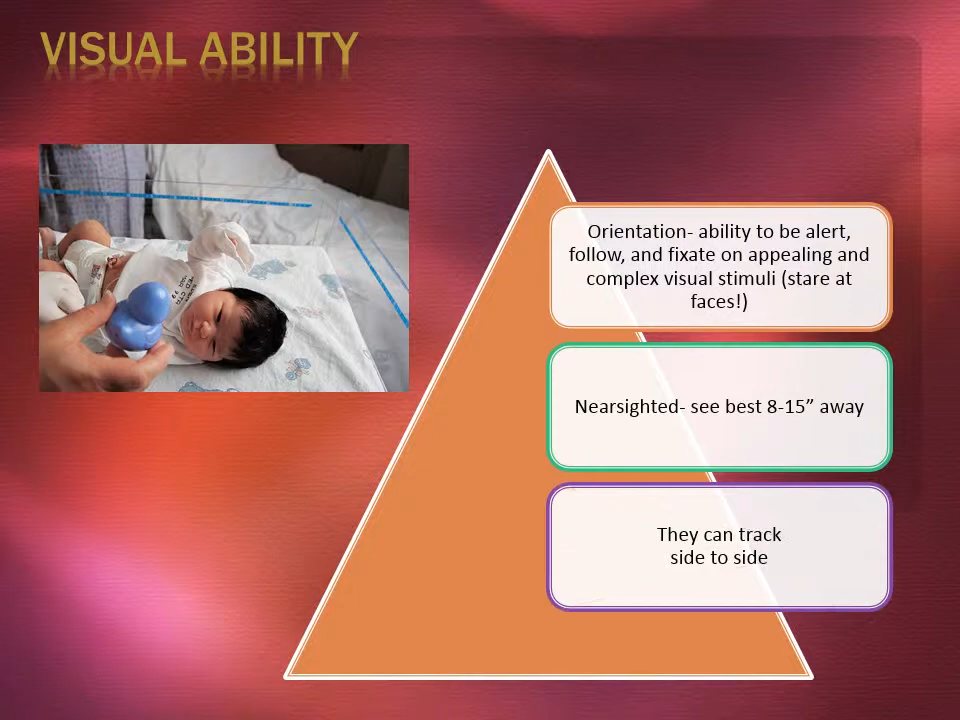 VISUAL ABILITY
Orientation- ability to be alert,
follow, and fixate on appealing and
complex visual stimuli (stare at
faces!)
Nearsighted- see best 8-15” away
They can track
side to side